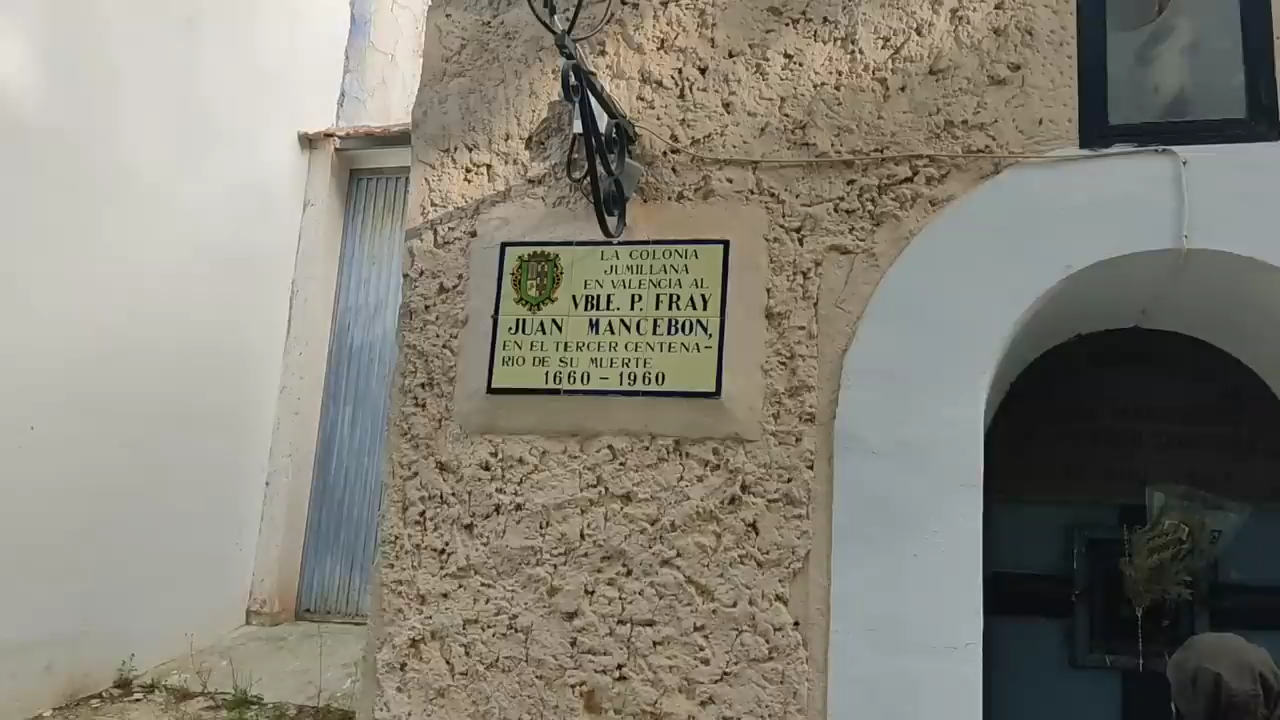 LA COLONIA
JUMILLANA
EN VALENCIA AL
VBLE. P. FRAY
JUAN MANCEBON,
EN EL TERCER CENTENA-
RIO DE SU MUERTE
1660 - 1960